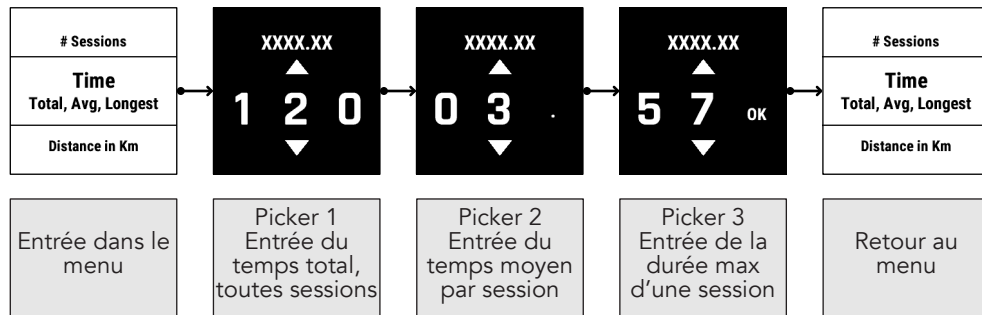 # Sessions
Time
Total, Avg, Longest
Distance in Km
XXXX.XX
1 2 0
XXXX.XX
0 3 .
XXXX.XX
5 7 OK
# Sessions
Time
Total, Avg, Longest
Distance in Km
Entrée dans le
menu
Picker 1
Entrée du
temps total,
toutes sessions
Picker 2
Entrée du
temps moyen
par session
Picker 3
Entrée de la
durée max
d'une session
Retour au
menu